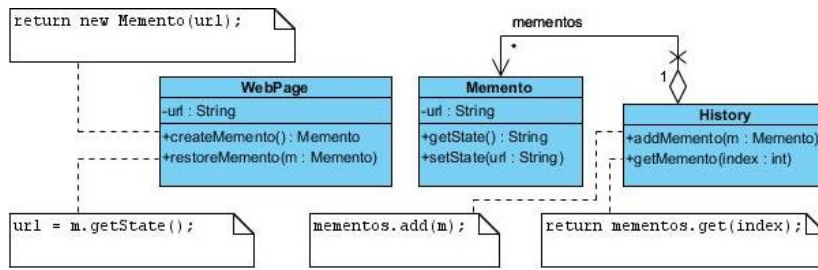 return new Memento(url);
mementos
*
1
WebPage
-url : String
+createMemento() : Memento
+restoreMemento(m : Memento)
Memento
-url : String
+getState() : String
+setState(url : String)
History
+addMemento(m : Memento)
+getMemento(index : int)
url = m.getState();
mementos.add(m);
return mementos.get(index);